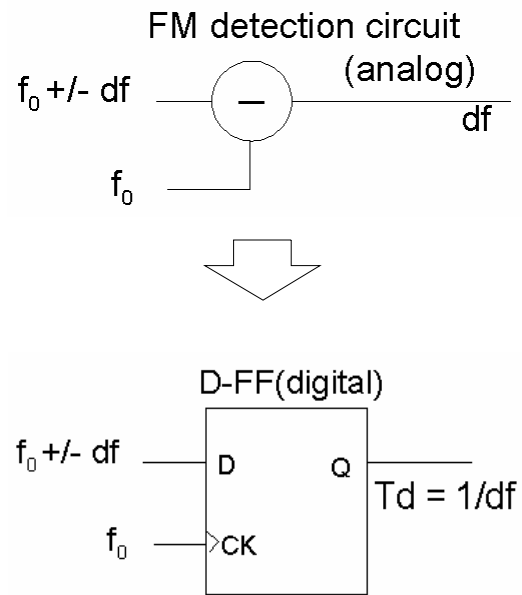 FM detection circuit
(analog)
f₀ +/- df
−
df
f₀
D-FF(digital)
f₀ +/- df
D
Q
Td = 1/df
f₀
CK